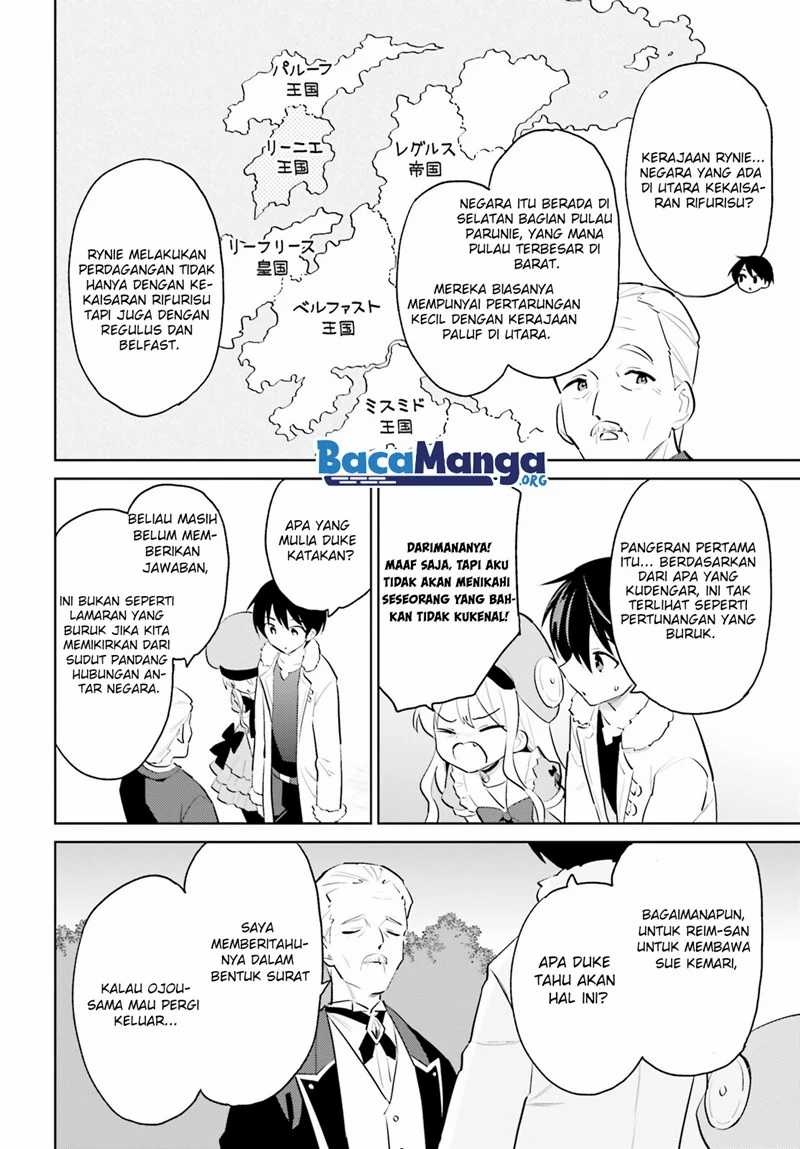 KERAJAAN RYNIE...
NEGARA YANG ADA
DI UTARA KEKAISA-
RAN RIFURISU?
パルーフ
王国
リーニエ
王国
レグルス
帝国
リーフリース
皇国
ベルファスト
王国
ミスミド
王国
NEGARA ITU BERADA DI
SELATAN BAGIAN PULAU
PARUNIE, YANG MANA
PULAU TERBESAR DI
BARAT.
MEREKA BIASANYA
MEMPUNYAI PERTARUNGAN
KECIL DENGAN KERAJAAN
PALUF DI UTARA.
RYNIE MELAKUKAN
PERDAGANGAN TIDAK
HANYA DENGAN KE-
KAISARAN RIFURISU
TAPI JUGA DENGAN
REGULUS DAN
BELFAST.
BacaManga
.ORG
PANGERAN PERTAMA
ITU... BERDASARKAN
DARI APA YANG
KUDENGAR, INI TAK
TERLIHAT SEPERTI
PERTUNANGAN YANG
BURUK.
DARIMANANYA!
MAAF SAJA, TAPI AKU
TIDAK AKAN MENIKAHI
SESEORANG YANG BAH-
KAN TIDAK KUKENAL!
APA YANG
MULIA DUKE
KATAKAN?
BELIAU MASIH
BELUM MEM-
BERIKAN
JAWABAN,
INI BUKAN SEPERTI
LAMARAN YANG
BURUK JIKA KITA
MEMIKIRKAN DARI
SUDUT PANDANG
HUBUNGAN AN-
TAR NEGARA.
BAGAIMANAPUN,
UNTUK REIM-SAN
UNTUK MEMBAWA
SUE KEMARI,
APA DUKE
TAHU AKAN
HAL INI?
SAYA
MEMBERITAHU-
NYA DALAM
BENTUK SURAT
KALAU OJOU-
SAMA MAU PERGI
KELUAR...